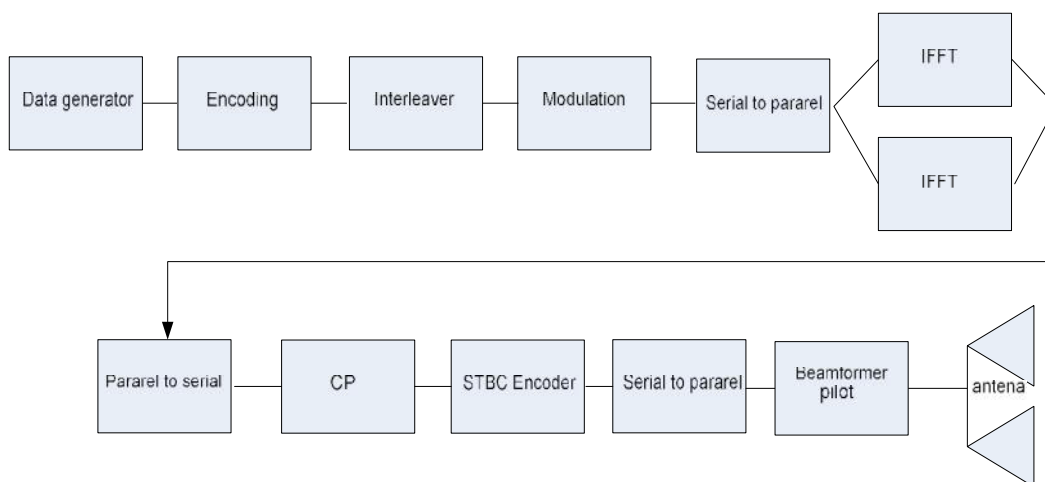 Data generator
Encoding
Interleaver
Modulation
Serial to pararel
IFFT
IFFT
Pararel to serial
CP
STBC Encoder
Serial to pararel
Beamformer
pilot
antena